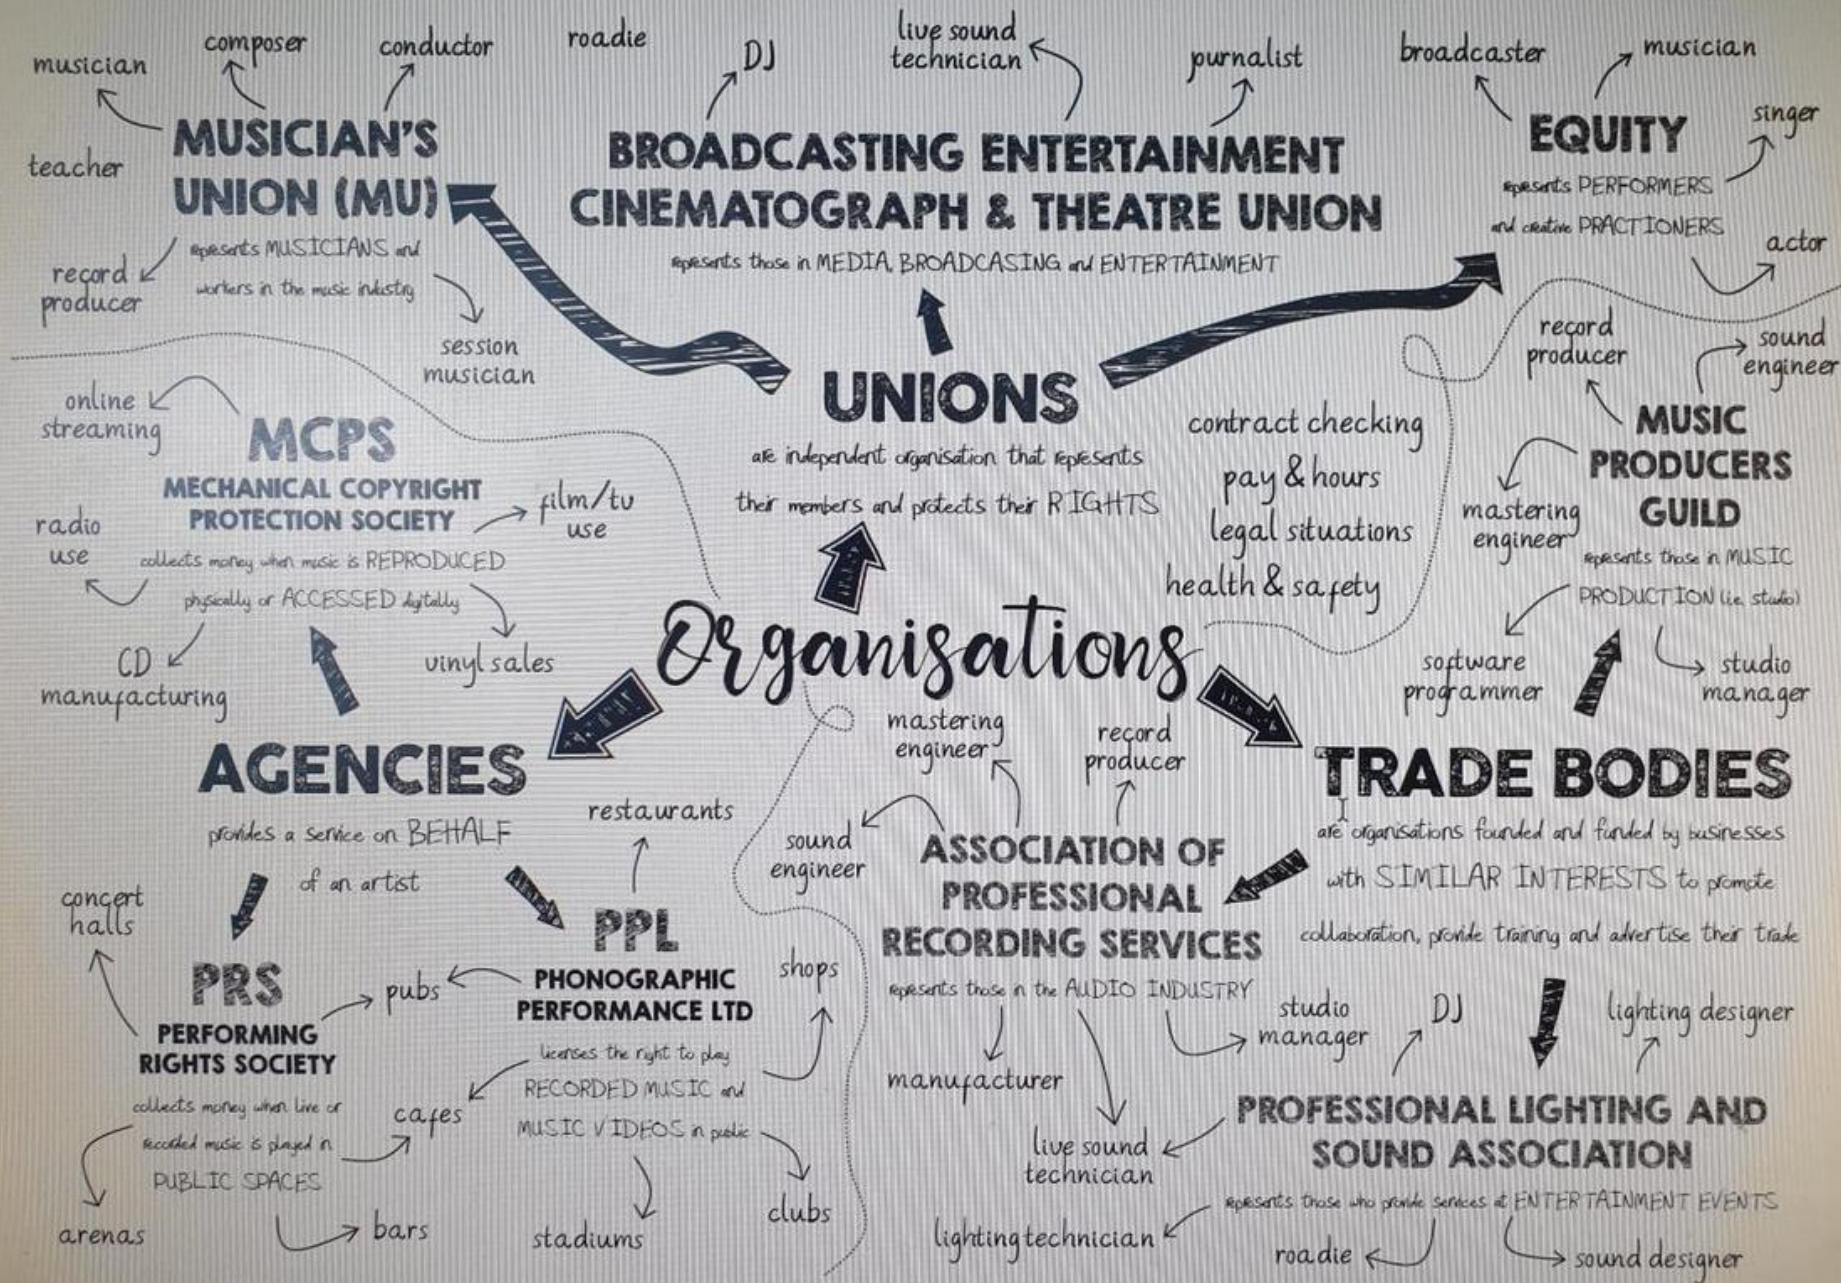 musician
composer
conductor
teacher
MUSICIAN'S
UNION (MU)
represents MUSICIANS and
workers in the music industry
record
producer
session
musician
roadie
DJ
live sound
technician
journalist
BROADCASTING ENTERTAINMENT
CINEMATOGRAPH & THEATRE UNION
represents those in MEDIA, BROADCASING and ENTERTAINMENT
broadcaster
musician
singer
EQUITY
represents PERFORMERS
and creative PRACTIONERS
actor
UNIONS
are independent organisation that represents
their members and protects their RIGHTS
contract checking
pay & hours
legal situations
health & safety
online
streaming
MCPS
MECHANICAL COPYRIGHT
PROTECTION SOCIETY
film/tv
use
radio
use
collects money when music is REPRODUCED
physically or ACCESSED digitally
CD
manufacturing
vinyl sales
record
producer
sound
engineer
MUSIC
PRODUCERS
GUILD
mastering
engineer
represents those in MUSIC
PRODUCTION (i.e. studio)
software
programmer
studio
manager
Organisations
AGENCIES
provides a service on BEHALF
of an artist
concert
halls
PRS
PERFORMING
RIGHTS SOCIETY
collects money when live or
recorded music is played in
PUBLIC SPACES
pubs
cafes
arenas
bars
restaurants
PPL
PHONOGRAPHIC
PERFORMANCE LTD
licenses the right to play
RECORDED MUSIC and
MUSIC VIDEOS in public
shops
clubs
stadiums
TRADE BODIES
are organisations founded and funded by businesses
with SIMILAR INTERESTS to promote
collaboration, provide training and advertise their trade
mastering
engineer
record
producer
sound
engineer
ASSOCIATION OF
PROFESSIONAL
RECORDING SERVICES
represents those in the AUDIO INDUSTRY
manufacturer
studio
manager
live sound
technician
DJ
lighting designer
PROFESSIONAL LIGHTING AND
SOUND ASSOCIATION
represents those who provide services at ENTERTAINMENT EVENTS
lighting technician
roadie
sound designer